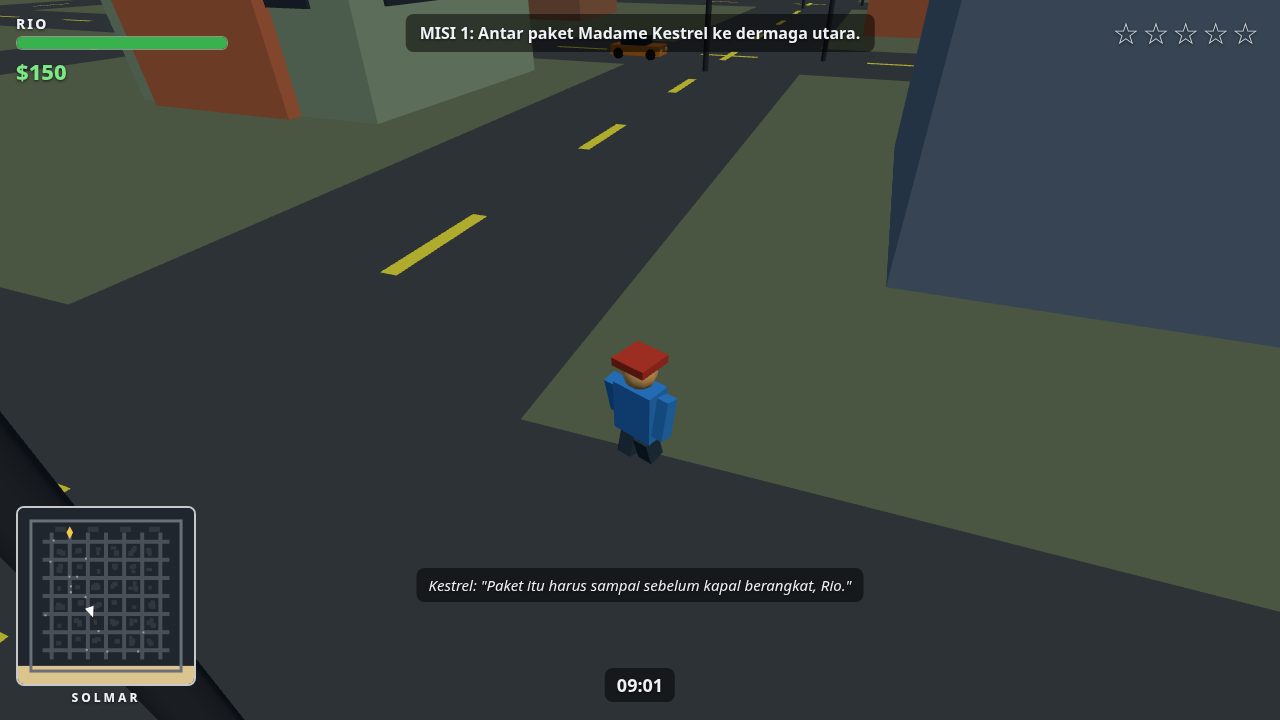 RIO
$150
MISI 1: Antar paket Madame Kestrel ke dermaga utara.
Kestrel: "Paket itu harus sampai sebelum kapal berangkat, Rio."
09:01
SOLMAR